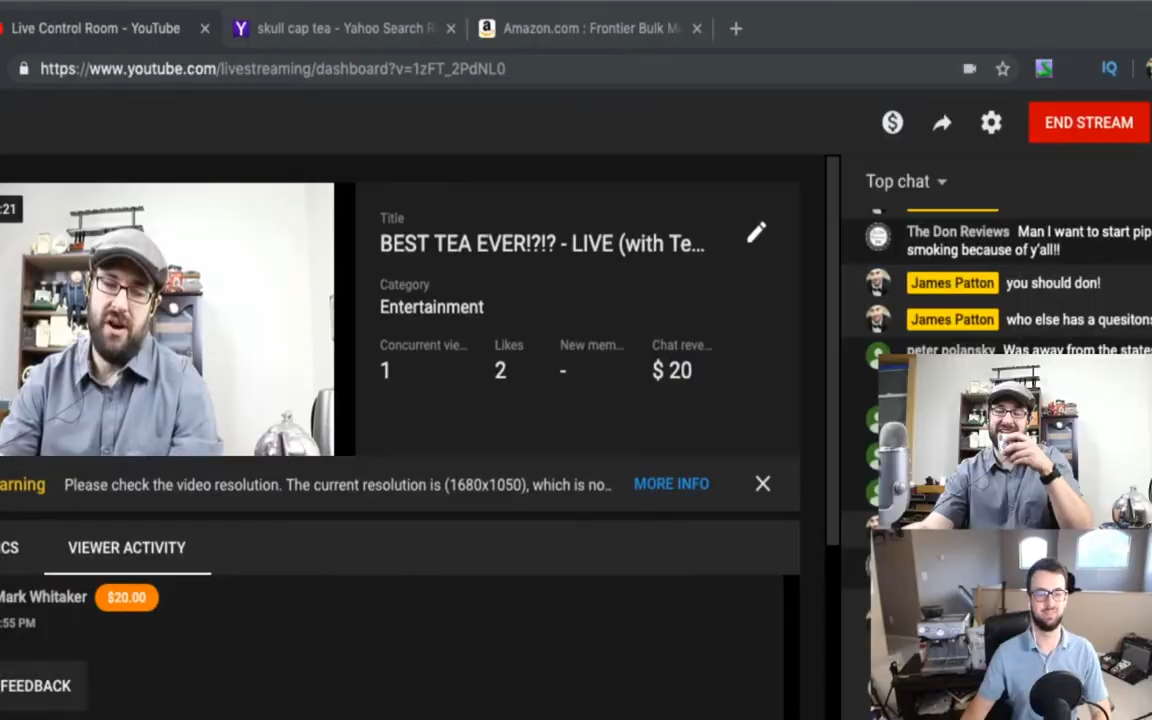 Live Control Room - YouTube
skull cap tea - Yahoo Search R
Amazon.com : Frontier Bulk M
https://www.youtube.com/livestreaming/dashboard?v=1zFT_2PdNL0
IQ
END STREAM
Top chat
:21
Title
BEST TEA EVER!?!? - LIVE (with Te...
Category
Entertainment
Concurrent vie... Likes New mem... Chat reve...
1 2 - $ 20
The Don Reviews Man I want to start pip
smoking because of y'all!!
James Patton you should don!
James Patton who else has a quesitons
peter polansky Was away from the state
arning Please check the video resolution. The current resolution is (1680x1050), which is no... MORE INFO
CS VIEWER ACTIVITY
Mark Whitaker $20.00
:55 PM
FEEDBACK